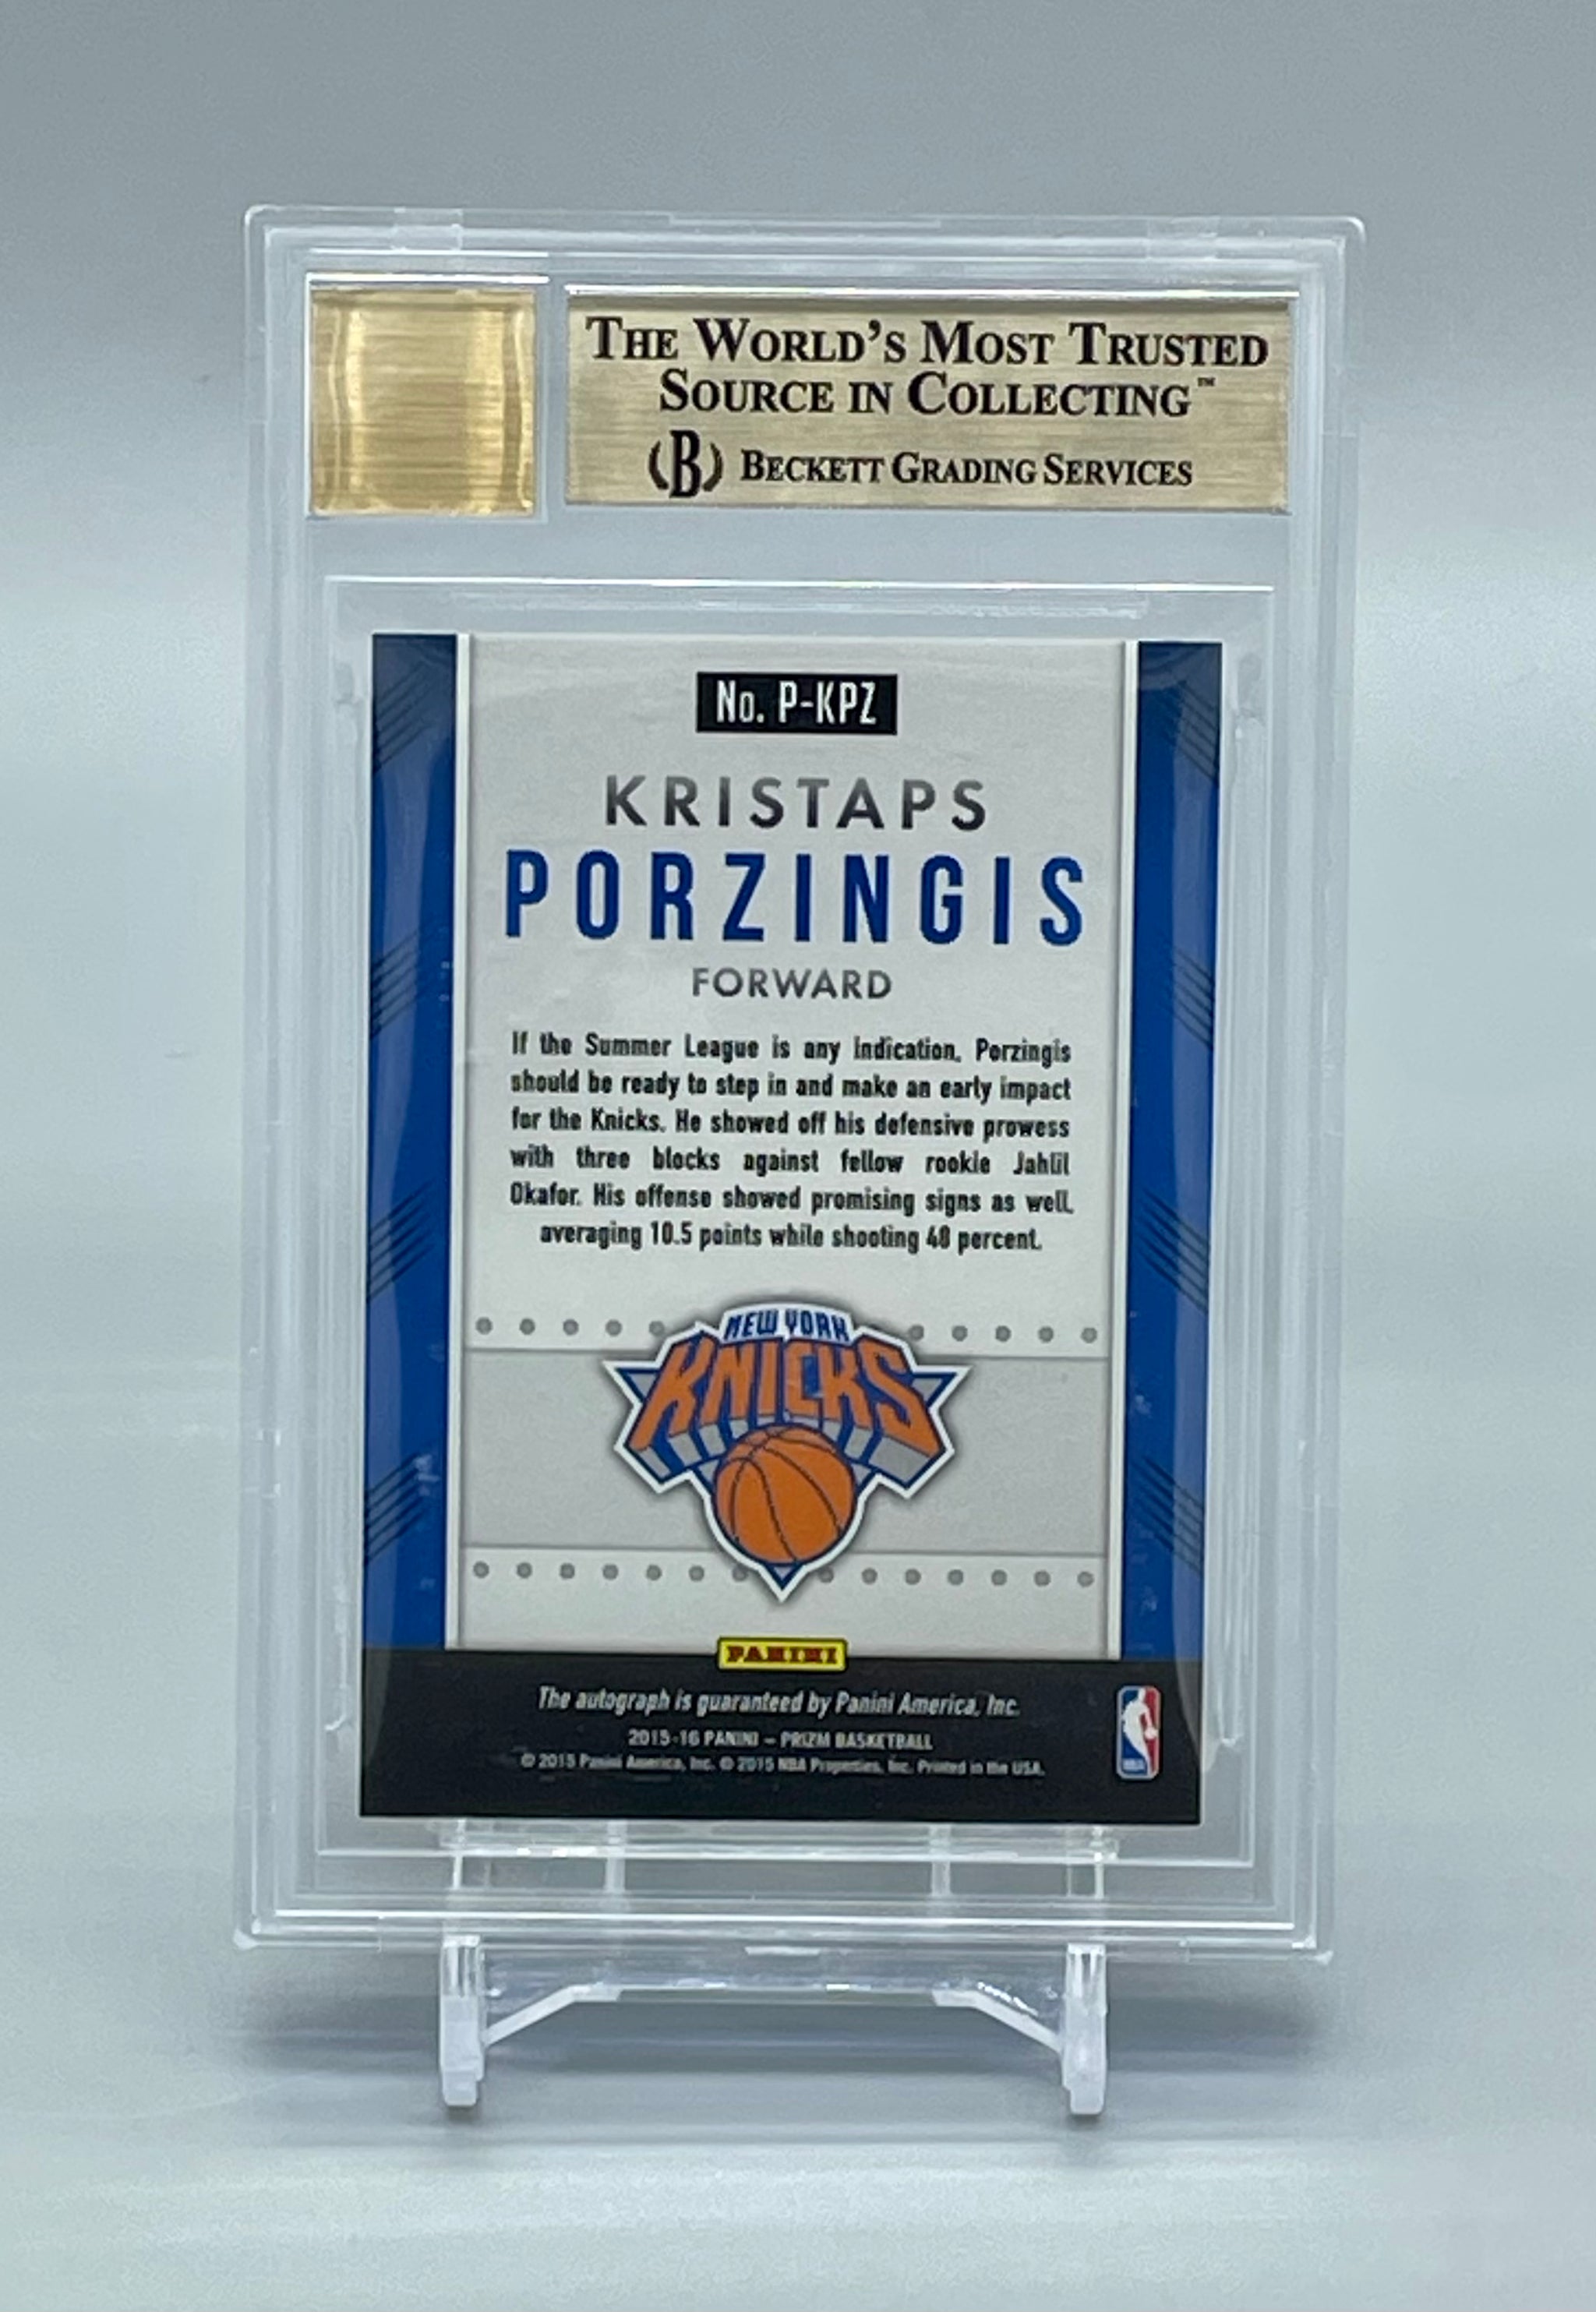 THE WORLD'S MOST TRUSTED
SOURCE IN COLLECTING™
(B) BECKETT GRADING SERVICES
No. P-KPZ
KRISTAPS
PORZINGIS
FORWARD
If the Summer League is any indication, Porzingis
should be ready to step in and make an early impact
for the Knicks. He showed off his defensive prowess
with three blocks against fellow rookie Jahlil
Okafor. His offense showed promising signs as well,
averaging 10.5 points while shooting 48 percent.
NEW YORK
KNICKS
PANINI
The autograph is guaranteed by Panini America, Inc.
2015-16 PANINI – PRIZM BASKETBALL
© 2015 Panini America, Inc. © 2015 NBA Properties, Inc. Printed in the USA.
NBA